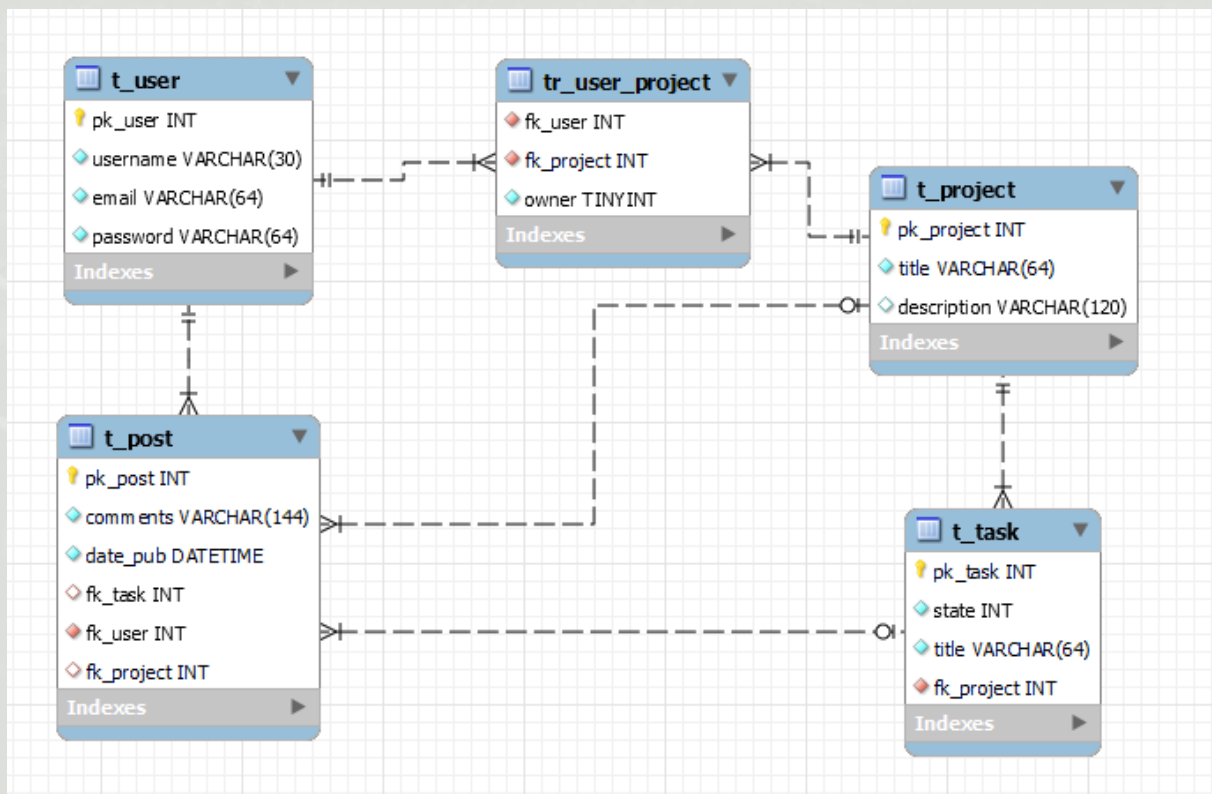 t_user
pk_user INT
username VARCHAR(30)
email VARCHAR(64)
password VARCHAR(64)
Indexes
tr_user_project
fk_user INT
fk_project INT
owner TINYINT
Indexes
t_project
pk_project INT
title VARCHAR(64)
description VARCHAR(120)
Indexes
t_post
pk_post INT
comments VARCHAR(144)
date_pub DATETIME
fk_task INT
fk_user INT
fk_project INT
Indexes
t_task
pk_task INT
state INT
title VARCHAR(64)
fk_project INT
Indexes